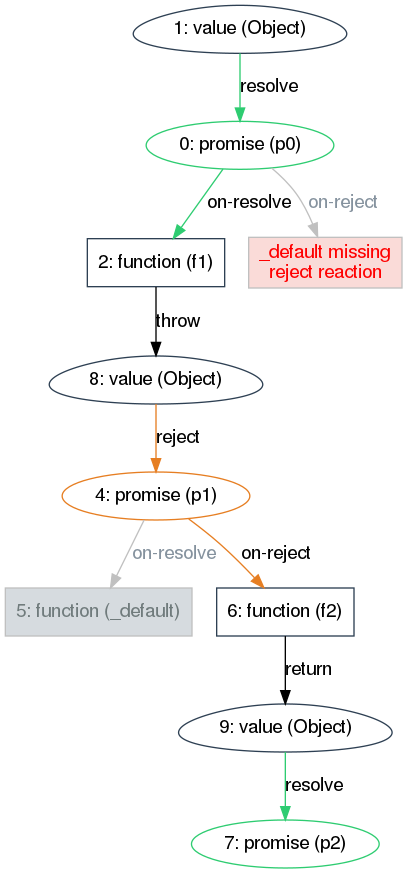 1: value (Object)
resolve
0: promise (p0)
on-resolve
on-reject
2: function (f1)
_default missing
reject reaction
throw
8: value (Object)
reject
4: promise (p1)
on-resolve
on-reject
5: function (_default)
6: function (f2)
return
9: value (Object)
resolve
7: promise (p2)